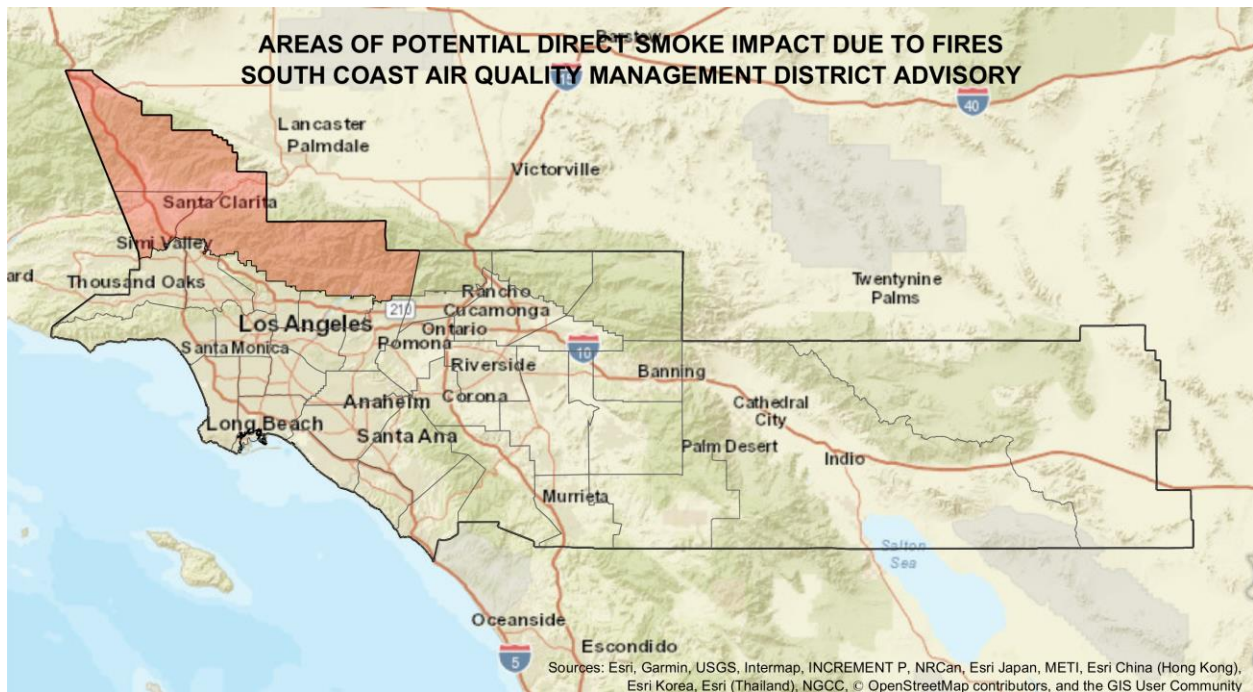 AREAS OF POTENTIAL DIRECT SMOKE IMPACT DUE TO FIRES
Barstow
SOUTH COAST AIR QUALITY MANAGEMENT DISTRICT ADVISORY
15
40
Lancaster
Palmdale
Victorville
Santa Clarita
Simi Valley
ard
Thousand Oaks
Twentynine
Palms
Rancho
Cucamonga
210
Los Angeles
Ontario
Pomona
Santa Monica
10
Riverside
Banning
Anaheim
Corona
Cathedral
City
Long Beach
Santa Ana
Palm Desert
Indio
Murrieta
Salton
Sea
Oceanside
Escondido
5
Sources: Esri, Garmin, USGS, Intermap, INCREMENT P, NRCan, Esri Japan, METI, Esri China (Hong Kong),
Esri Korea, Esri (Thailand), NGCC, © OpenStreetMap contributors, and the GIS User Community